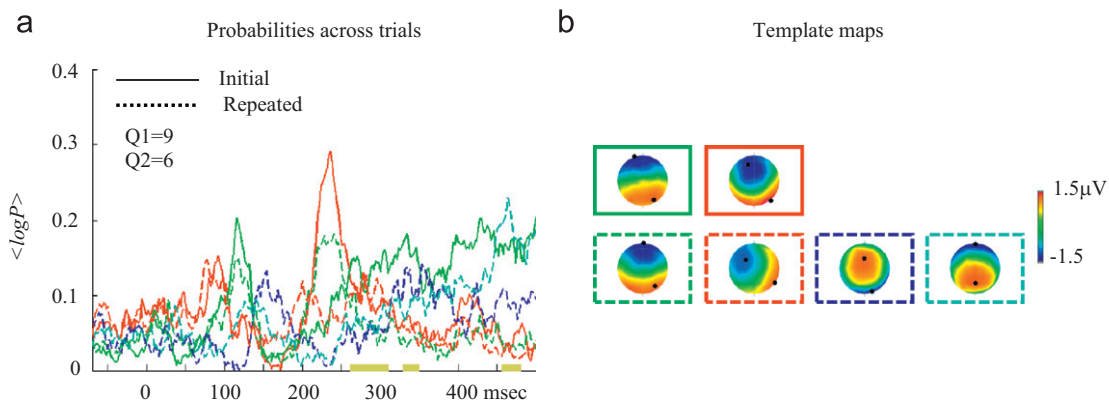 a
Probabilities across trials
0.4
0.3
0.2
0.1
0
<logP>
Initial
Repeated
Q1=9
Q2=6
0 100 200 300 400 msec
b
Template maps
1.5µV
-1.5